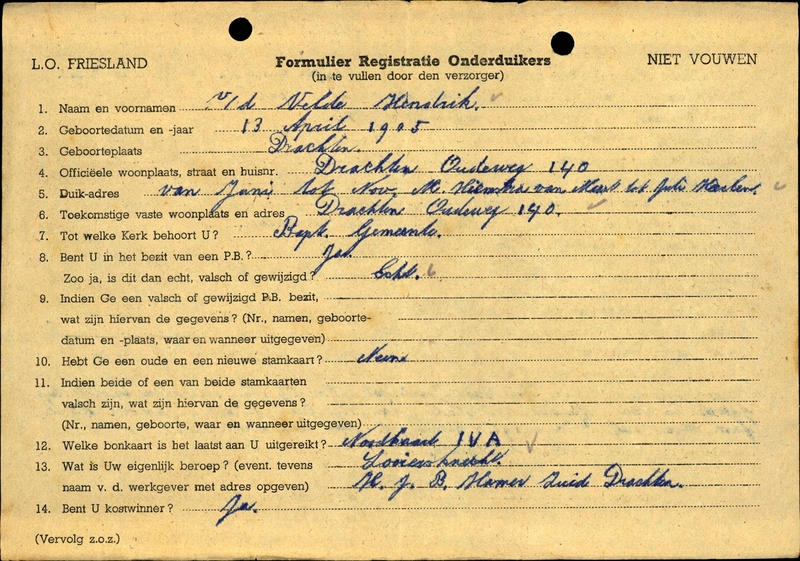 L.O. FRIESLAND
Formulier Registratie Onderduikers
NIET VOUWEN
(in te vullen door den verzorger)
1. Naam en voornamen v/d Velde Hendrik.
2. Geboortedatum en -jaar 13 April 1905
3. Geboorteplaats Drachten.
4. Officiëele woonplaats, straat en huisnr. Drachten Oudeweg 140
5. Duik-adres van Juni tot Nov. M. Hiemstra van Maart tot Julie
6. Toekomstige vaste woonplaats en adres Drachten Oudeweg 140.
7. Tot welke Kerk behoort U? Bapt. Gemeente.
8. Bent U in het bezit van een P.B.? Ja.
Zoo ja, is dit dan echt, valsch of gewijzigd? Echt.
9. Indien Ge een valsch of gewijzigd P.B. bezit,
wat zijn hiervan de gegevens? (Nr., namen, geboorte-
datum en -plaats, waar en wanneer uitgegeven)
10. Hebt Ge een oude en een nieuwe stamkaart? Neen
11. Indien beide of een van beide stamkaarten
valsch zijn, wat zijn hiervan de gegevens?
(Nr., namen, geboorte, waar en wanneer uitgegeven)
12. Welke bonkaart is het laatst aan U uitgereikt? Noodkaart IVA
13. Wat is Uw eigenlijk beroep? (event. tevens
naam v. d. werkgever met adres opgeven) H. J. B. Hamer Zuide Drachten.
14. Bent U kostwinner? Ja.
(Vervolg z.o.z.)